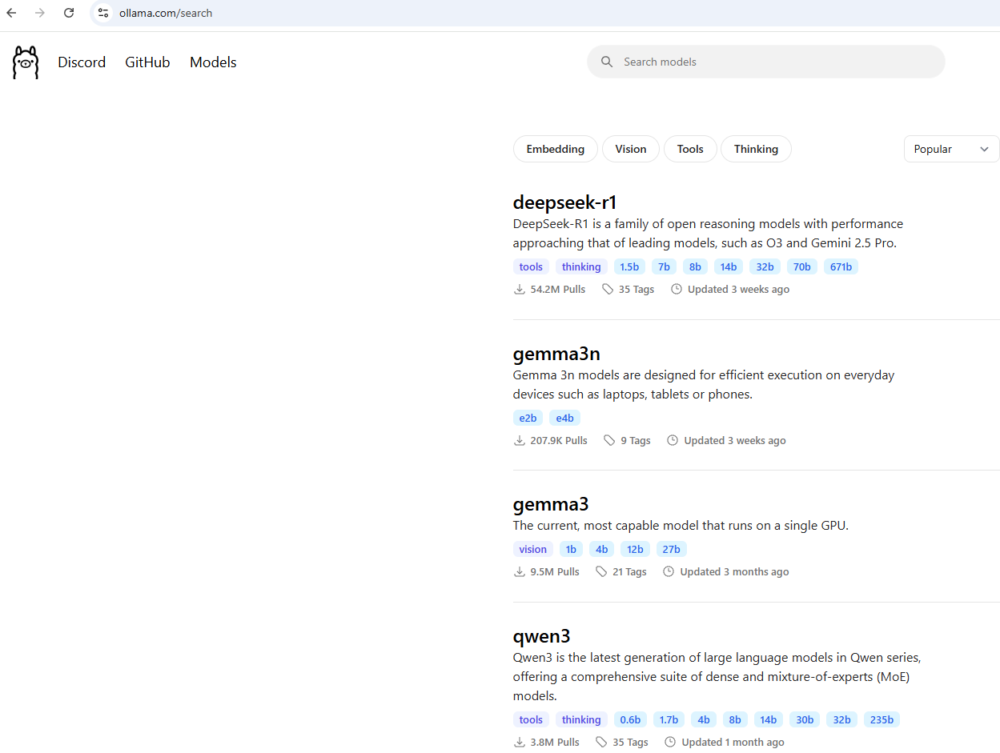 ollama.com/search
Discord GitHub Models
Search models
Embedding Vision Tools Thinking
Popular
deepseek-r1
DeepSeek-R1 is a family of open reasoning models with performance
approaching that of leading models, such as O3 and Gemini 2.5 Pro.
tools thinking 1.5b 7b 8b 14b 32b 70b 671b
54.2M Pulls 35 Tags Updated 3 weeks ago
gemma3n
Gemma 3n models are designed for efficient execution on everyday
devices such as laptops, tablets or phones.
e2b e4b
207.9K Pulls 9 Tags Updated 3 weeks ago
gemma3
The current, most capable model that runs on a single GPU.
vision 1b 4b 12b 27b
9.5M Pulls 21 Tags Updated 3 months ago
qwen3
Qwen3 is the latest generation of large language models in Qwen series,
offering a comprehensive suite of dense and mixture-of-experts (MoE)
models.
tools thinking 0.6b 1.7b 4b 8b 14b 30b 32b 235b
3.8M Pulls 35 Tags Updated 1 month ago